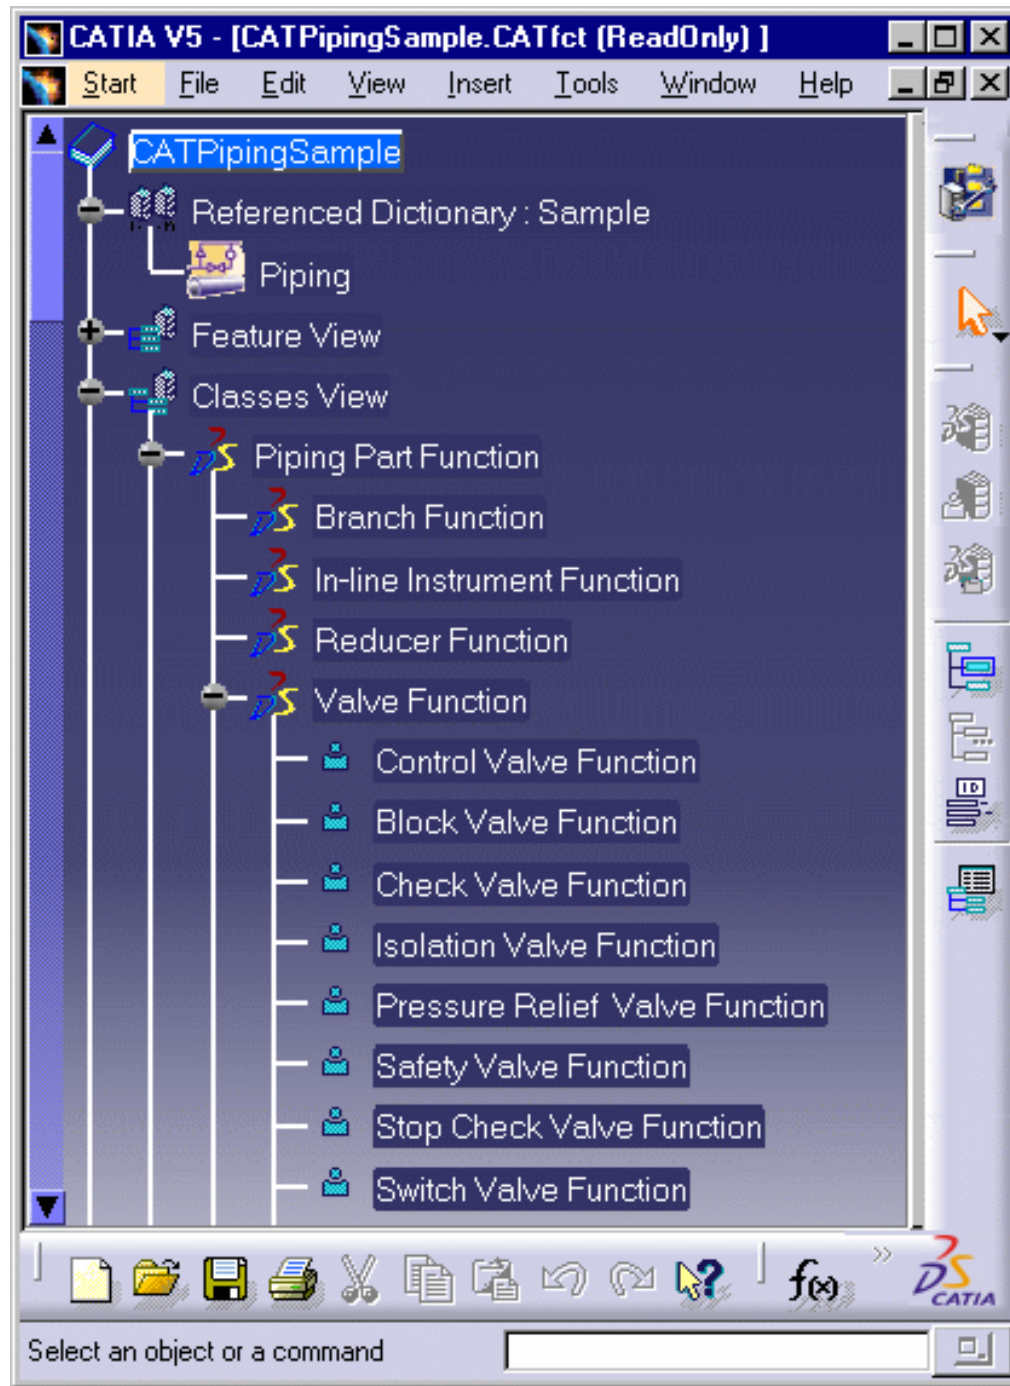 CATIA V5 - [CATPipingSample.CATfct (ReadOnly) ]
Start File Edit View Insert Tools Window Help
CATPipingSample
Referenced Dictionary : Sample
Piping
Feature View
Classes View
Piping Part Function
Branch Function
In-line Instrument Function
Reducer Function
Valve Function
Control Valve Function
Block Valve Function
Check Valve Function
Isolation Valve Function
Pressure Relief Valve Function
Safety Valve Function
Stop Check Valve Function
Switch Valve Function
ID
f(x)
CATIA
Select an object or a command